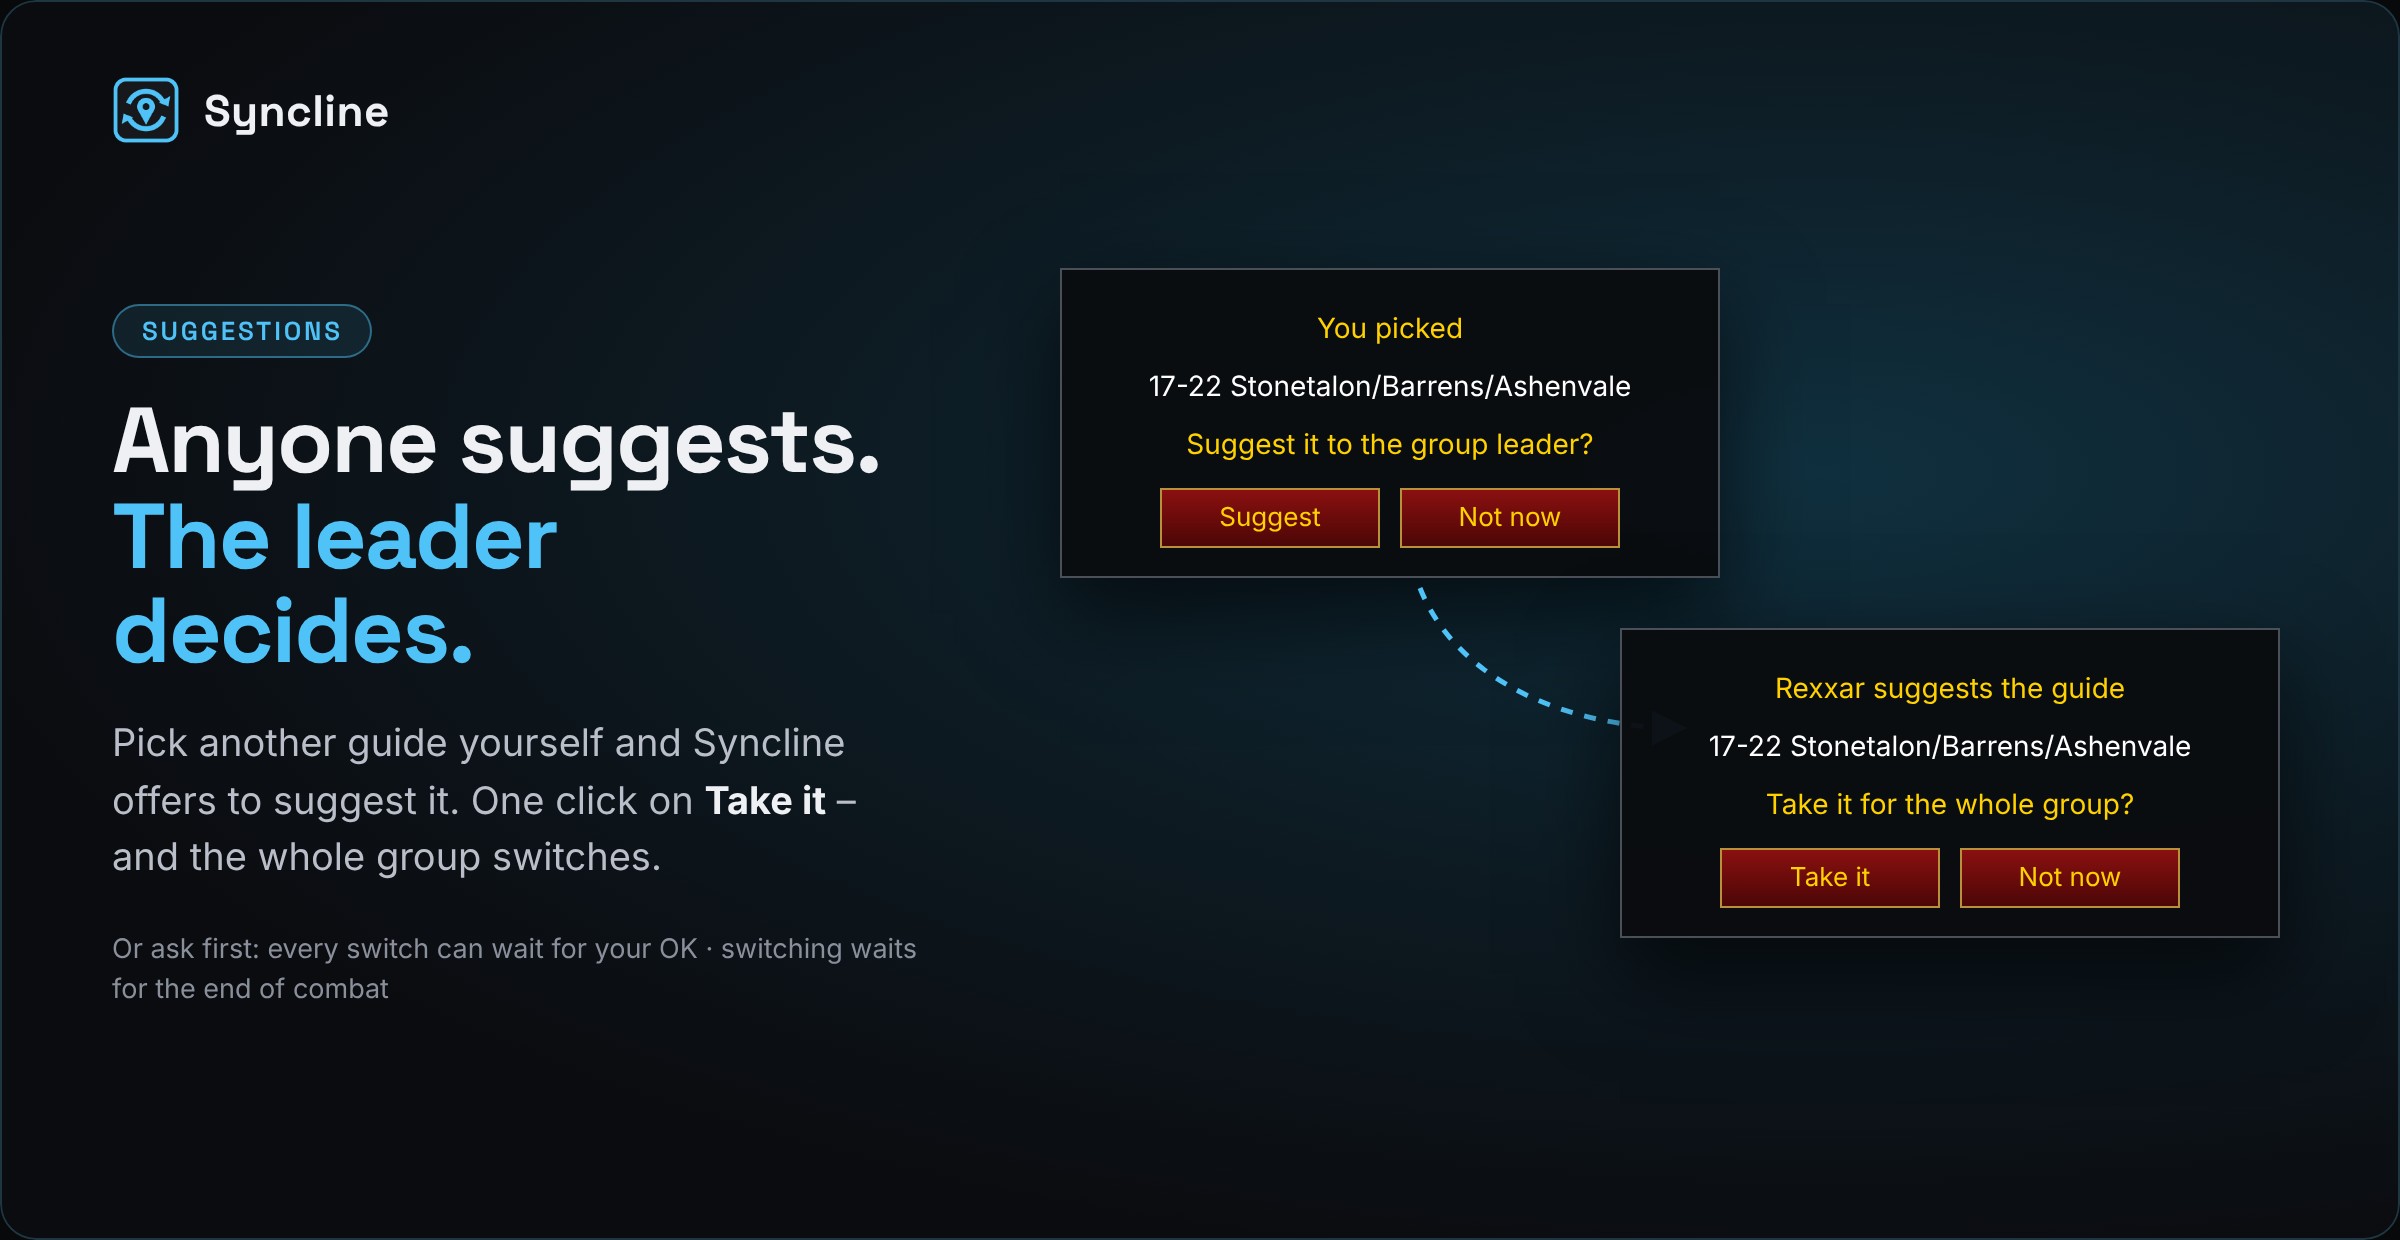 Syncline
SUGGESTIONS
Anyone suggests.
The leader
decides.
Pick another guide yourself and Syncline
offers to suggest it. One click on Take it –
and the whole group switches.
Or ask first: every switch can wait for your OK · switching waits
for the end of combat
You picked
17-22 Stonetalon/Barrens/Ashenvale
Suggest it to the group leader?
Suggest
Not now
Rexxar suggests the guide
17-22 Stonetalon/Barrens/Ashenvale
Take it for the whole group?
Take it
Not now